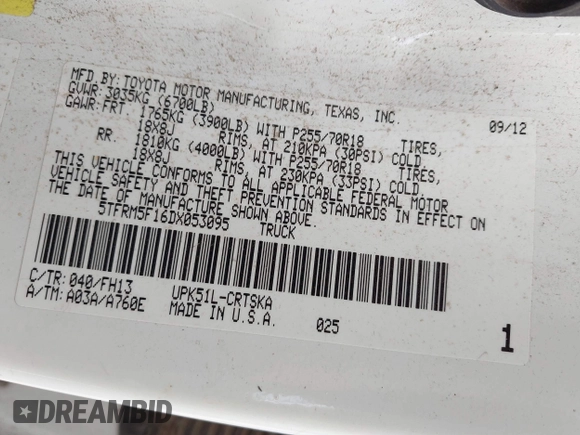 MFD BY: TOYOTA MOTOR MANUFACTURING, TEXAS, INC. 09/12
GVWR: 3035KG (6700LB)
GAWR: FRT 1765KG (3900LB) WITH P255/70R18 TIRES,
18X8J RIMS, AT 210KPA (30PSI) COLD
RR 1810KG (4000LB) WITH P255/70R18 TIRES,
18X8J RIMS, AT 230KPA (33PSI) COLD
THIS VEHICLE CONFORMS TO ALL APPLICABLE FEDERAL MOTOR
VEHICLE SAFETY AND THEFT PREVENTION STANDARDS IN EFFECT ON
THE DATE OF MANUFACTURE SHOWN ABOVE.
5TFRM5F16DX053095 TRUCK
C/TR: 040/FH13 UPK51L-CRTSKA
A/TM: A03A/A760E MADE IN U.S.A. 025 1
DREAMBID